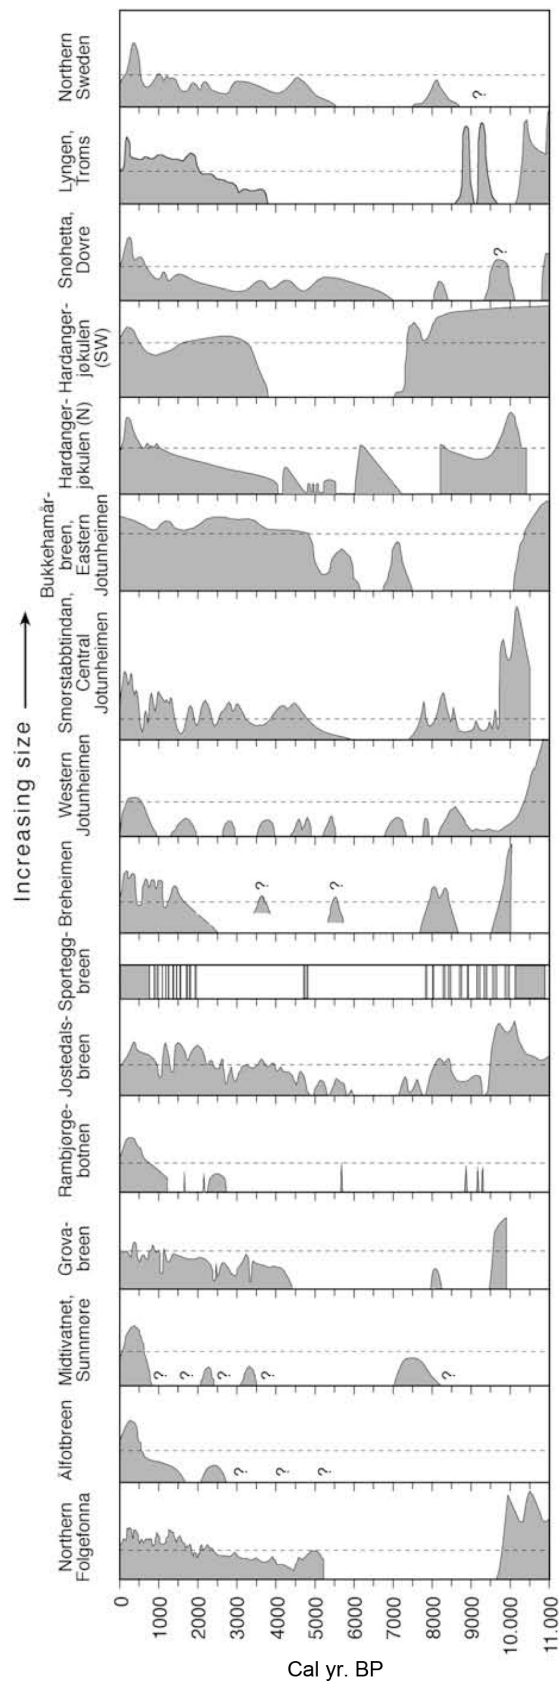 Northern
Sweden
?
Lyngen,
Troms
Snøhetta,
Dovre
?
Hardanger-
jøkulen
(SW)
Hardanger-
jøkulen (N)
Bukkehamår-
breen,
Eastern
Jotunheimen
Smørstabbtindan,
Central
Jotunheimen
Increasing size
Western
Jotunheimen
Breheimen
?
?
Spørtegg-
breen
Jostedals-
breen
Rambjørge-
botnen
Grova-
breen
Midtivatnet,
Sunnmøre
?
?
?
?
?
Ålfotbreen
?
?
?
Northern
Folgefonna
0
1000
2000
3000
4000
5000
6000
7000
8000
9000
10.000
11.000
Cal yr. BP